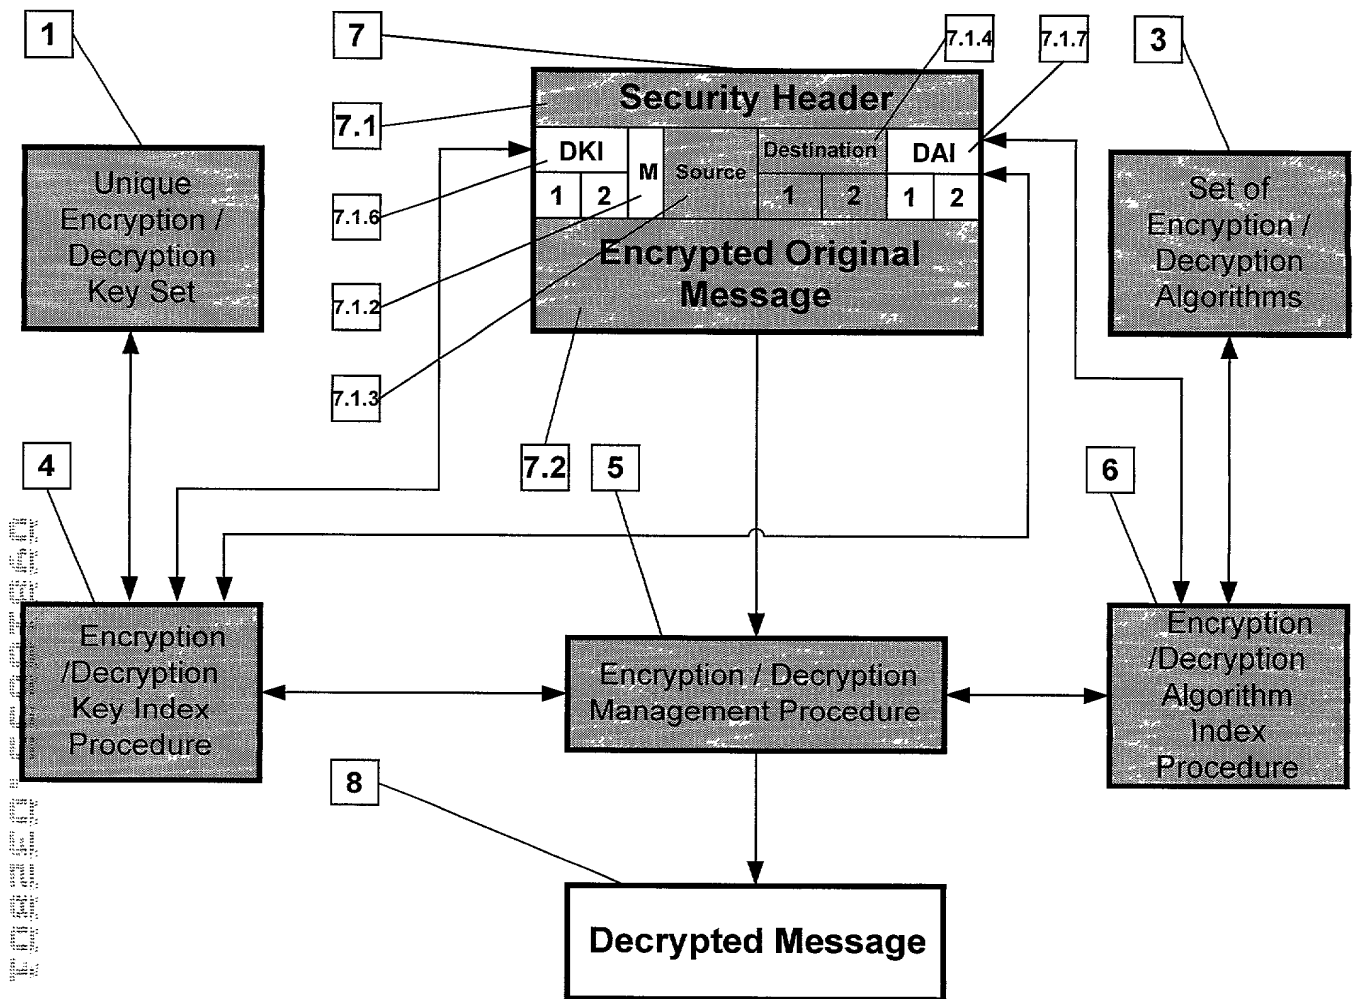 1
7
7.1.4
7.1.7
3
Security Header
7.1
DKI
M
Source
Destination
DAI
1
2
1
2
1
2
Unique
Encryption /
Decryption
Key Set
7.1.6
Set of
Encryption /
Decryption
Algorithms
Encrypted Original
Message
7.1.2
7.1.3
4
7.2
5
6
Encryption
/Decryption
Key Index
Procedure
Encryption / Decryption
Management Procedure
Encryption
/Decryption
Algorithm
Index
Procedure
8
Decrypted Message